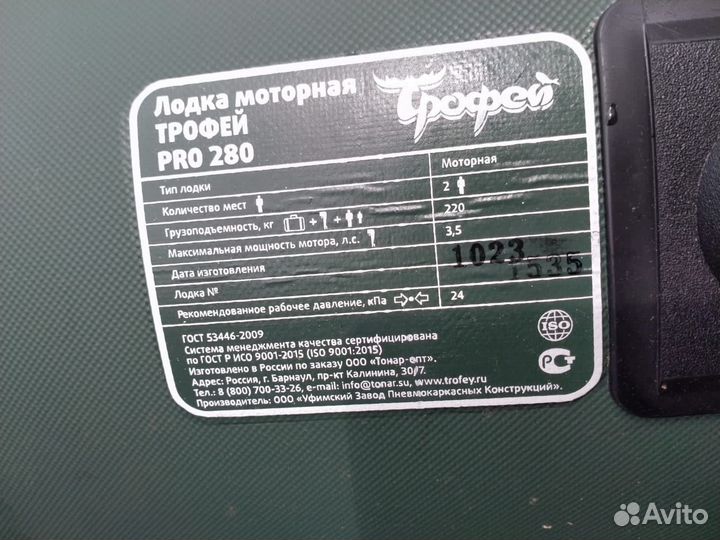 Лодка моторная
ТРОФЕЙ
PRO 280
Трофей
Тип лодки Моторная
Количество мест 2
Грузоподъемность, кг 220
Максимальная мощность мотора, л.с. 3,5
Дата изготовления 1023
Лодка № 1535
Рекомендованное рабочее давление, кПа 24
ГОСТ 53446-2009
Система менеджмента качества сертифицирована
по ГОСТ Р ИСО 9001-2015 (ISO 9001:2015)
Изготовлено в России по заказу ООО «Тонар-опт».
Адрес: Россия, г. Барнаул, пр-кт Калинина, 30/7.
Тел.: 8 (800) 700-33-26, e-mail: info@tonar.su, www.trofey.ru
Производитель: ООО «Уфимский Завод Пневмокаркасных Конструкций».
ISO
РСТ
Avito